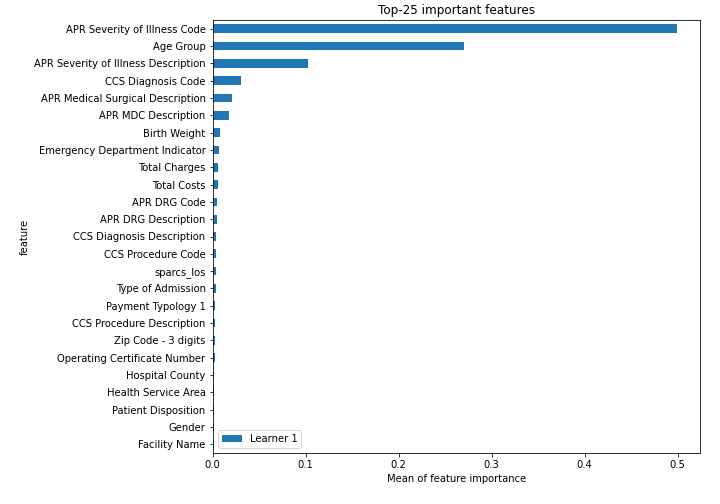 Top-25 important features
APR Severity of Illness Code
Age Group
APR Severity of Illness Description
CCS Diagnosis Code
APR Medical Surgical Description
APR MDC Description
Birth Weight
Emergency Department Indicator
Total Charges
Total Costs
APR DRG Code
APR DRG Description
CCS Diagnosis Description
CCS Procedure Code
sparcs_los
Type of Admission
Payment Typology 1
CCS Procedure Description
Zip Code - 3 digits
Operating Certificate Number
Hospital County
Health Service Area
Patient Disposition
Gender
Facility Name
feature
Learner 1
0.0 0.1 0.2 0.3 0.4 0.5
Mean of feature importance